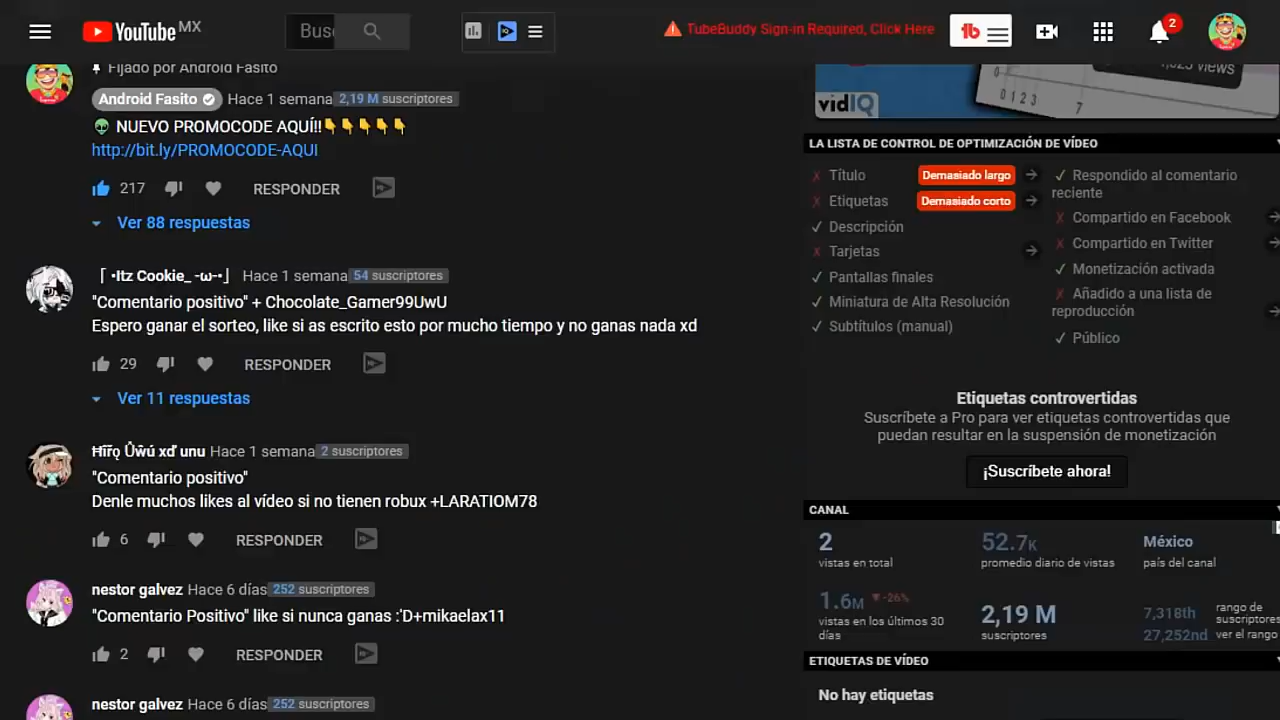 YouTube MX
Bus
TubeBuddy Sign-in Required, Click Here
tb
2
Fijado por Android Fasito
Android Fasito Hace 1 semana 2,19 M suscriptores
👽 NUEVO PROMOCODE AQUÍ!!👇👇👇👇👇
http://bit.ly/PROMOCODE-AQUI
217 RESPONDER
Ver 88 respuestas
「 •Itz Cookie_ -ω-•」 Hace 1 semana 54 suscriptores
"Comentario positivo" + Chocolate_Gamer99UwU
Espero ganar el sorteo, like si as escrito esto por mucho tiempo y no ganas nada xd
29 RESPONDER
Ver 11 respuestas
unu Hace 1 semana 2 suscriptores
"Comentario positivo"
Denle muchos likes al vídeo si no tienen robux +LARATIOM78
6 RESPONDER
nestor galvez Hace 6 días 252 suscriptores
"Comentario Positivo" like si nunca ganas :'D+mikaelax11
2 RESPONDER
nestor galvez Hace 6 días 252 suscriptores
views
0 1 2 3 7
vidIQ
LA LISTA DE CONTROL DE OPTIMIZACIÓN DE VÍDEO
✗ Título Demasiado largo
✗ Etiquetas Demasiado corto
✓ Descripción
✗ Tarjetas
✓ Pantallas finales
✓ Miniatura de Alta Resolución
✓ Subtítulos (manual)
✓ Respondido al comentario
reciente
✗ Compartido en Facebook
✗ Compartido en Twitter
✓ Monetización activada
✗ Añadido a una lista de
reproducción
✓ Público
Etiquetas controvertidas
Suscríbete a Pro para ver etiquetas controvertidas que
puedan resultar en la suspensión de monetización
¡Suscríbete ahora!
CANAL
2
vistas en total
52.7K
promedio diario de vistas
México
país del canal
1.6M ▼-26%
vistas en los últimos 30
días
2,19 M
suscriptores
7,318th rango de
suscriptores
27,252nd ver el rango
ETIQUETAS DE VÍDEO
No hay etiquetas